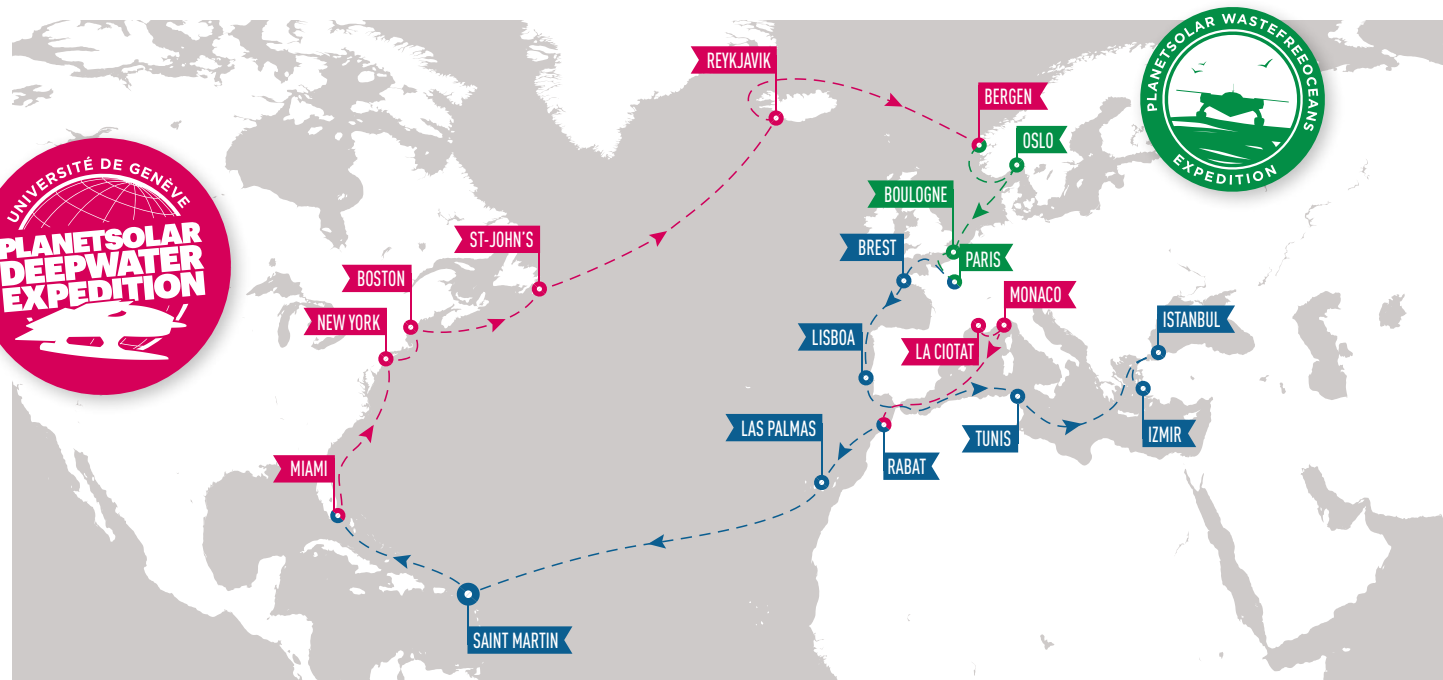 PLANETSOLAR WASTEFREEOCEANS
EXPEDITION
UNIVERSITÉ DE GENÈVE
PLANETSOLAR
DEEPWATER
EXPEDITION
REYKJAVIK
BERGEN
OSLO
BOULOGNE
ST-JOHN'S
BREST
PARIS
BOSTON
MONACO
NEW YORK
ISTANBUL
LISBOA
LA CIOTAT
LAS PALMAS
TUNIS
IZMIR
MIAMI
RABAT
SAINT MARTIN